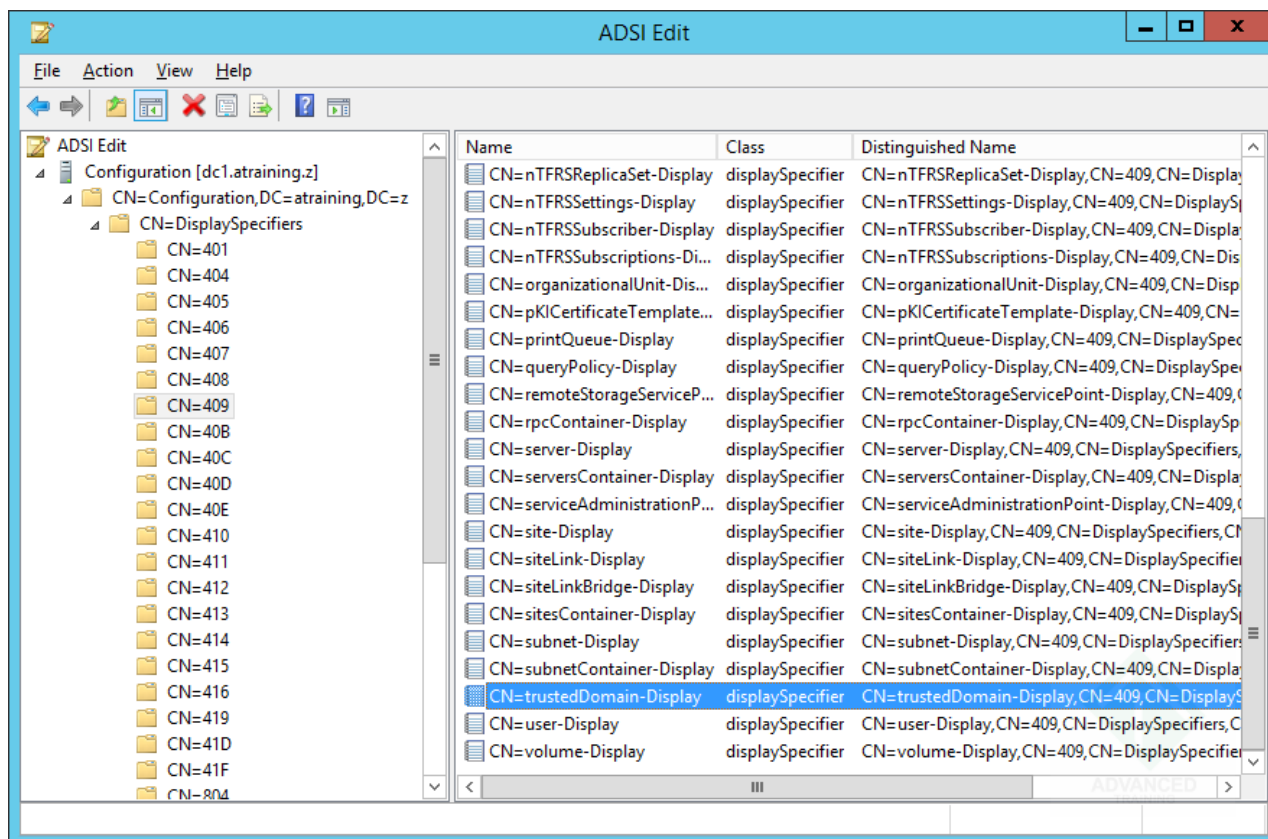 ADSI Edit
File Action View Help
ADSI Edit
Configuration [dc1.atraining.z]
CN=Configuration,DC=atraining,DC=z
CN=DisplaySpecifiers
CN=401
CN=404
CN=405
CN=406
CN=407
CN=408
CN=409
CN=40B
CN=40C
CN=40D
CN=40E
CN=410
CN=411
CN=412
CN=413
CN=414
CN=415
CN=416
CN=419
CN=41D
CN=41F
CN=804
Name Class Distinguished Name
CN=nTFRSReplicaSet-Display displaySpecifier CN=nTFRSReplicaSet-Display,CN=409,CN=Display
CN=nTFRSSettings-Display displaySpecifier CN=nTFRSSettings-Display,CN=409,CN=DisplaySp
CN=nTFRSSubscriber-Display displaySpecifier CN=nTFRSSubscriber-Display,CN=409,CN=Displa
CN=nTFRSSubscriptions-Di... displaySpecifier CN=nTFRSSubscriptions-Display,CN=409,CN=Dis
CN=organizationalUnit-Dis... displaySpecifier CN=organizationalUnit-Display,CN=409,CN=Disp
CN=pKICertificateTemplate... displaySpecifier CN=pKICertificateTemplate-Display,CN=409,CN=
CN=printQueue-Display displaySpecifier CN=printQueue-Display,CN=409,CN=DisplaySpec
CN=queryPolicy-Display displaySpecifier CN=queryPolicy-Display,CN=409,CN=DisplaySpe
CN=remoteStorageServiceP... displaySpecifier CN=remoteStorageServicePoint-Display,CN=409,
CN=rpcContainer-Display displaySpecifier CN=rpcContainer-Display,CN=409,CN=DisplaySp
CN=server-Display displaySpecifier CN=server-Display,CN=409,CN=DisplaySpecifiers,
CN=serversContainer-Display displaySpecifier CN=serversContainer-Display,CN=409,CN=Displa
CN=serviceAdministrationP... displaySpecifier CN=serviceAdministrationPoint-Display,CN=409,
CN=site-Display displaySpecifier CN=site-Display,CN=409,CN=DisplaySpecifiers,CN
CN=siteLink-Display displaySpecifier CN=siteLink-Display,CN=409,CN=DisplaySpecifier
CN=siteLinkBridge-Display displaySpecifier CN=siteLinkBridge-Display,CN=409,CN=DisplaySp
CN=sitesContainer-Display displaySpecifier CN=sitesContainer-Display,CN=409,CN=DisplaySp
CN=subnet-Display displaySpecifier CN=subnet-Display,CN=409,CN=DisplaySpecifiers
CN=subnetContainer-Display displaySpecifier CN=subnetContainer-Display,CN=409,CN=Displa
CN=trustedDomain-Display displaySpecifier CN=trustedDomain-Display,CN=409,CN=DisplayS
CN=user-Display displaySpecifier CN=user-Display,CN=409,CN=DisplaySpecifiers,C
CN=volume-Display displaySpecifier CN=volume-Display,CN=409,CN=DisplaySpecifier
ADVANCED
TRAINING